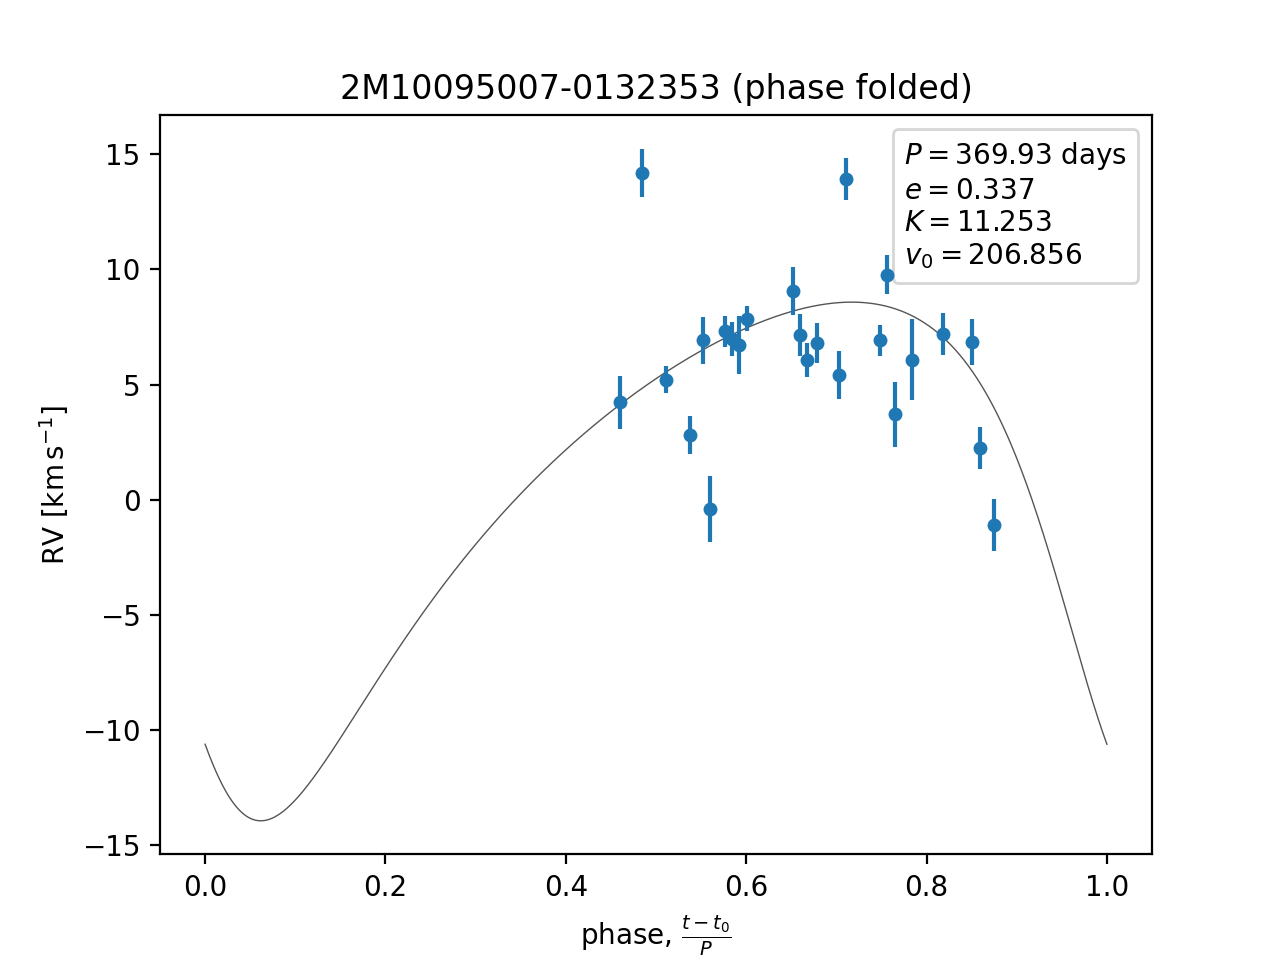 2M10095007-0132353 (phase folded)
P = 369.93 days
e = 0.337
K = 11.253
v₀ = 206.856
RV [km s⁻¹]
15
10
5
0
−5
−10
−15
0.0 0.2 0.4 0.6 0.8 1.0
phase, (t − t₀)/P